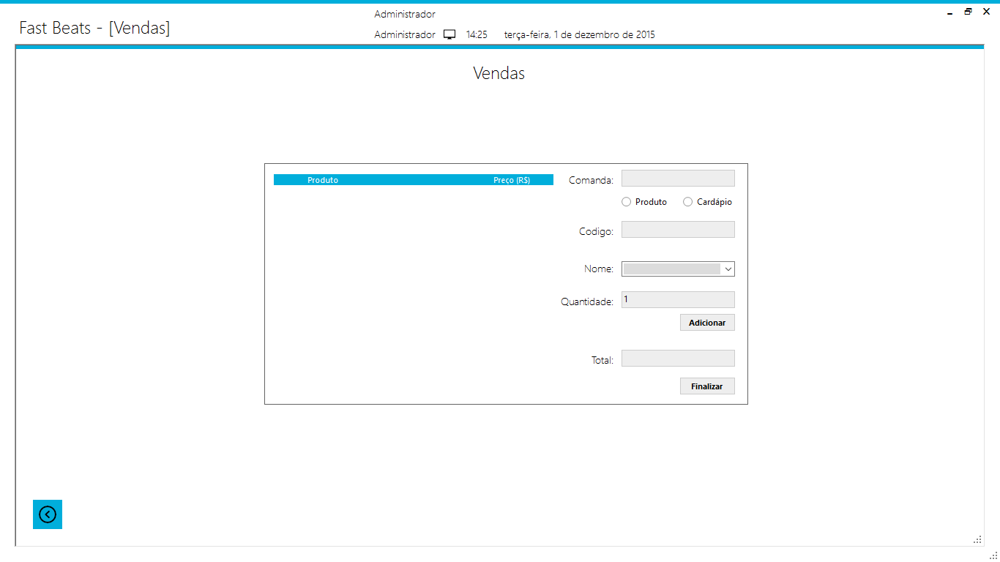 Fast Beats - [Vendas]
Administrador
Administrador 14:25 terça-feira, 1 de dezembro de 2015
Vendas
Produto Preço (R$)
Comanda:
Produto Cardápio
Codigo:
Nome:
Quantidade: 1
Adicionar
Total:
Finalizar